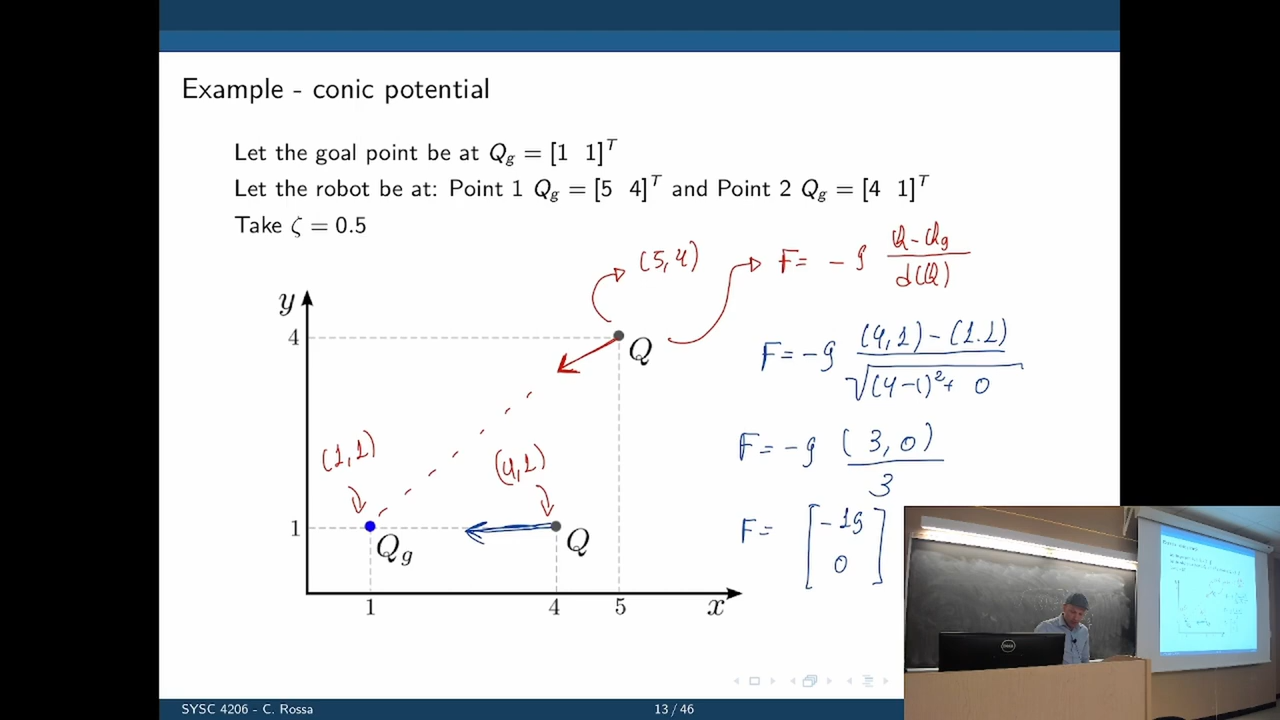 Example - conic potential
Let the goal point be at Q_g = [1 1]^T
Let the robot be at: Point 1 Q_g = [5 4]^T and Point 2 Q_g = [4 1]^T
Take ζ = 0.5
(5,4)
F = - ζ (Q - Q_g) / d(Q)
y
4
Q
F = - ζ ((4,1) - (1.1)) / √((4-1)² + 0)
(1,1)
(4,1)
F = - ζ (3,0) / 3
1
Q_g
Q
F = [-1ζ 0]
1
4
5
x
SYSC 4206 - C. Rossa
13 / 46